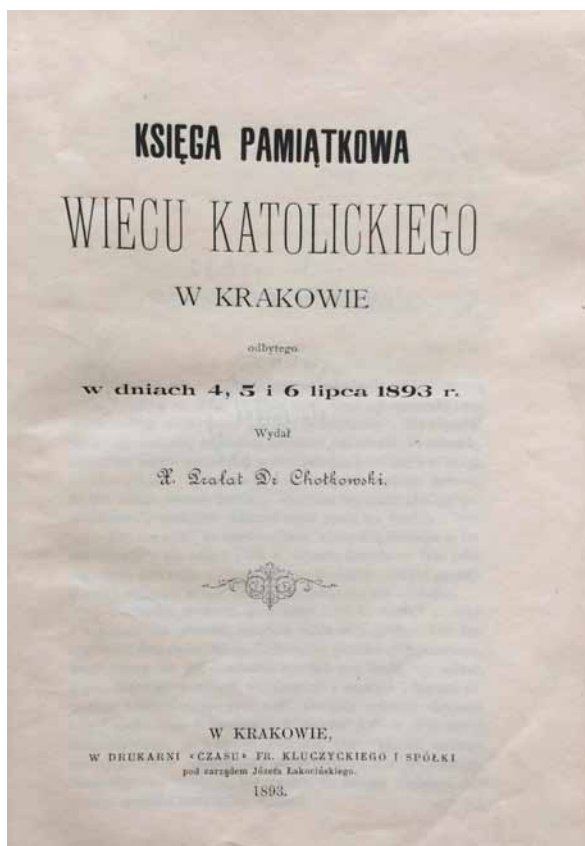 KSIĘGA PAMIĄTKOWA
WIECU KATOLICKIEGO
W KRAKOWIE
odbytego
w dniach 4, 5 i 6 lipca 1893 r.
Wydał
X. Prałat Dr Chotkowski.
W KRAKOWIE,
W DRUKARNI «CZASU» FR. KLUCZYCKIEGO I SPÓŁKI
pod zarządem Józefa Łakocińskiego.
1893.